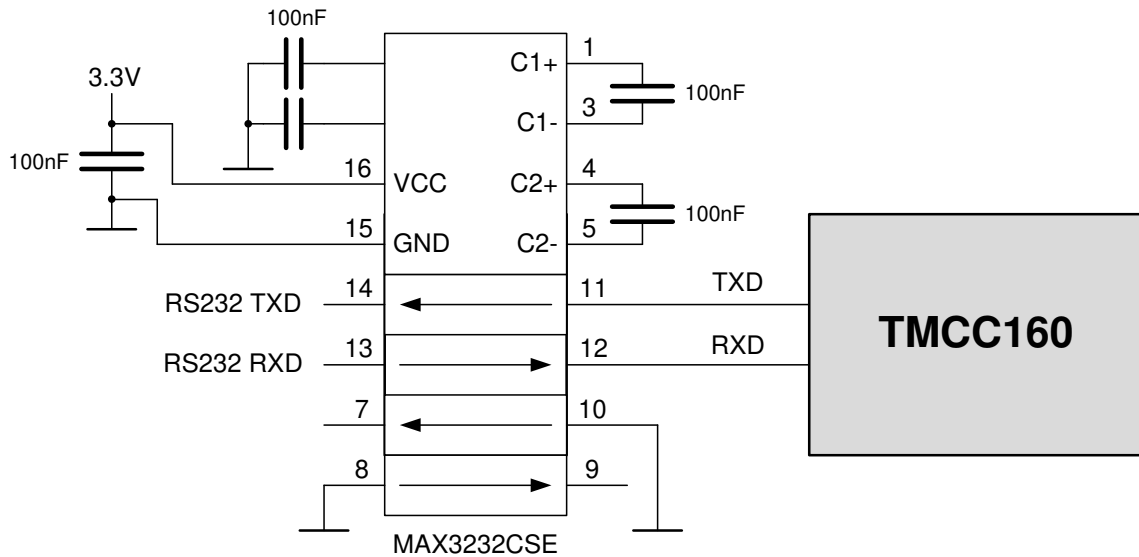 100nF
1
C1+
3.3V
100nF
3
C1-
100nF
16
VCC
C2+
4
100nF
15
GND
C2-
5
RS232 TXD
14
11
TXD
TMCC160
RS232 RXD
13
12
RXD
7
10
8
9
MAX3232CSE